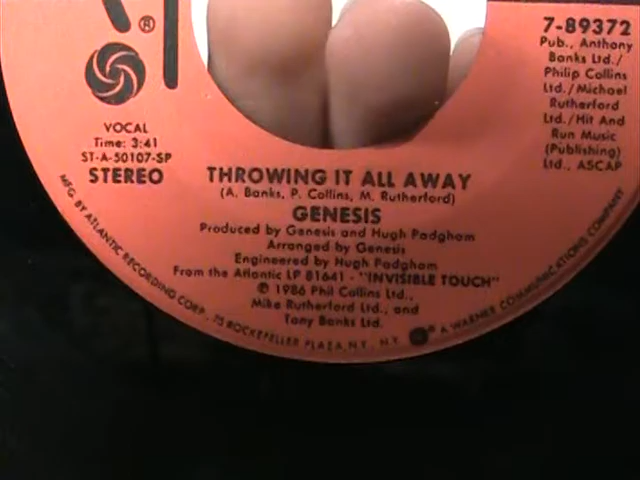 ®
7-89372
Pub., Anthony
Banks Ltd./
Philip Collins
Ltd./Michael
Rutherford
Ltd./Hit And
Run Music
(Publishing)
Ltd., ASCAP
VOCAL
Time: 3:41
ST-A-50107-SP
STEREO
THROWING IT ALL AWAY
(A. Banks, P. Collins, M. Rutherford)
GENESIS
Produced by Genesis and Hugh Padgham
Arranged by Genesis
Engineered by Hugh Padgham
From the Atlantic LP 81641 - "INVISIBLE TOUCH"
℗ 1986 Phil Collins Ltd.,
Mike Rutherford Ltd., and
Tony Banks Ltd.
MFG. BY ATLANTIC RECORDING CORP., 75 ROCKEFELLER PLAZA, N.Y., N.Y. ® A WARNER COMMUNICATIONS COMPANY